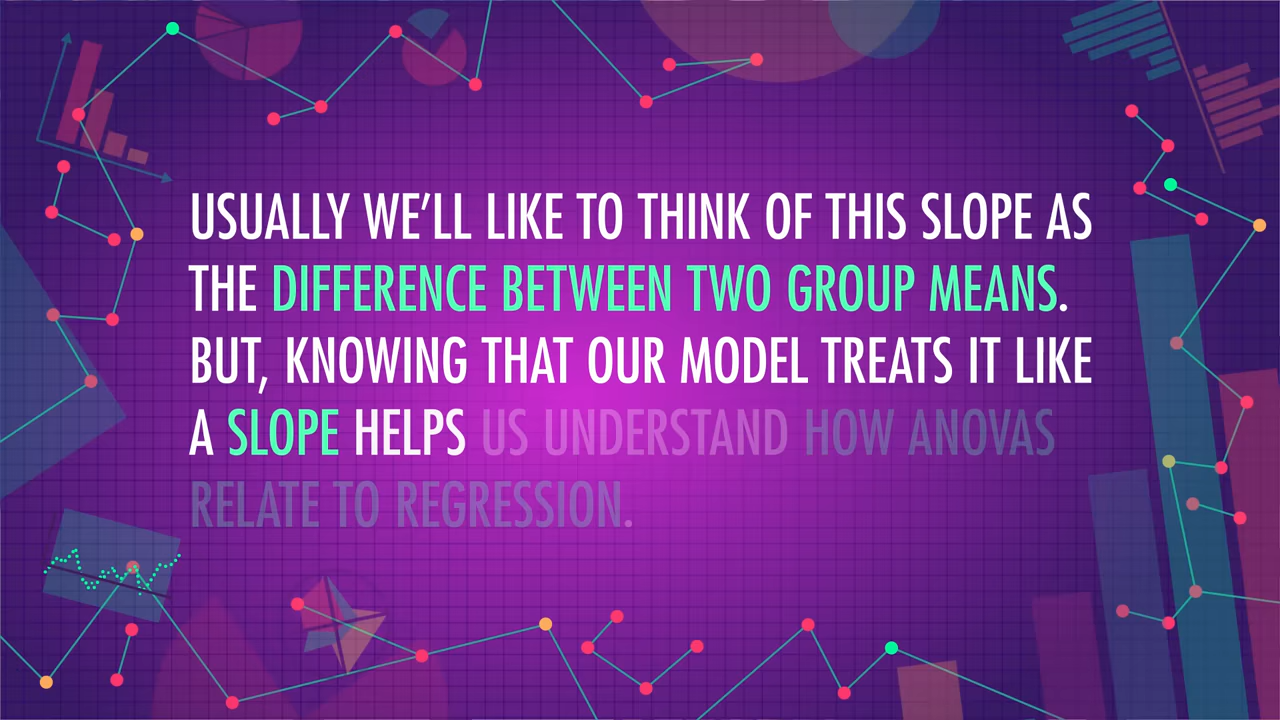 USUALLY WE'LL LIKE TO THINK OF THIS SLOPE AS
THE DIFFERENCE BETWEEN TWO GROUP MEANS.
BUT, KNOWING THAT OUR MODEL TREATS IT LIKE
A SLOPE HELPS US UNDERSTAND HOW ANOVAS
RELATE TO REGRESSION.